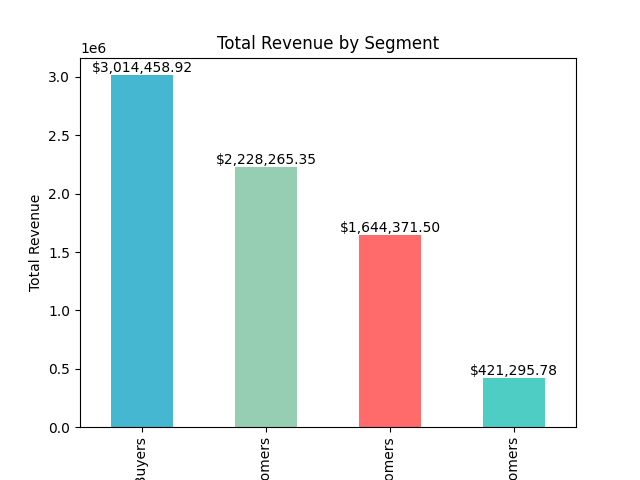 Total Revenue by Segment
1e6
3.0
2.5
2.0
1.5
1.0
0.5
0.0
Total Revenue
$3,014,458.92
$2,228,265.35
$1,644,371.50
$421,295.78
Buyers
omers
omers
omers